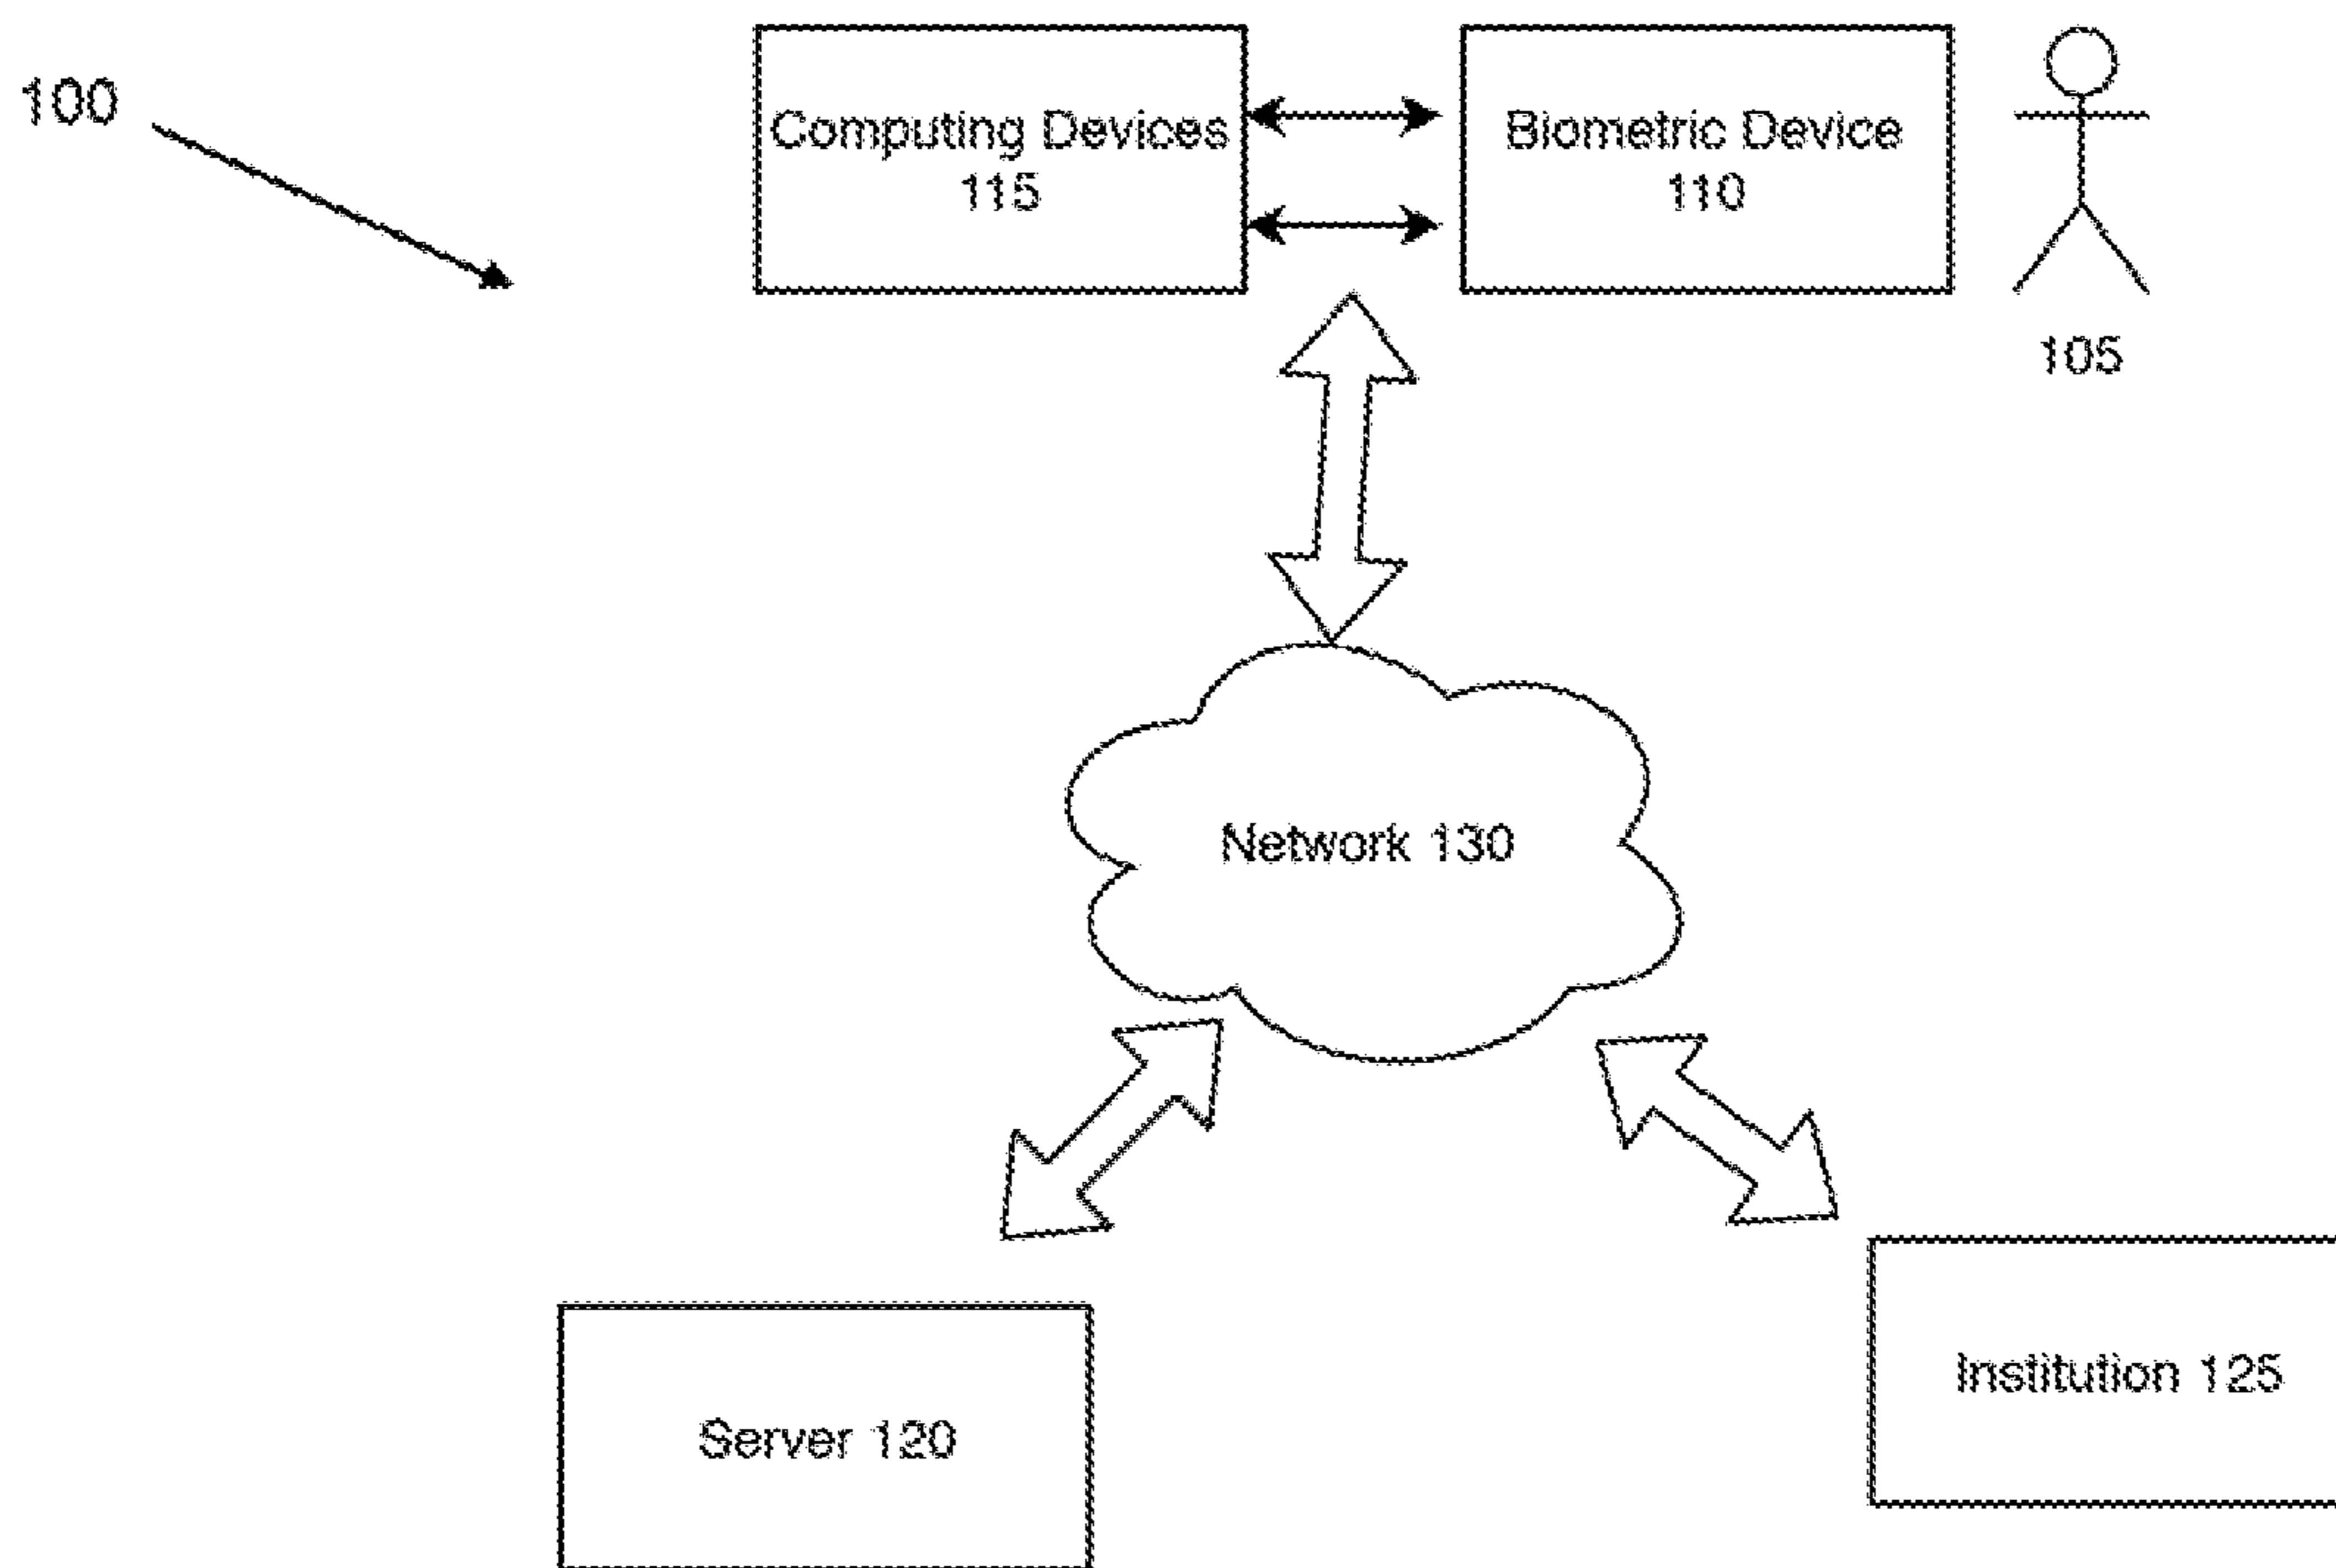 100
Computing Devices
115
Biometric Device
110
105
Network 130
Server 120
Institution 125